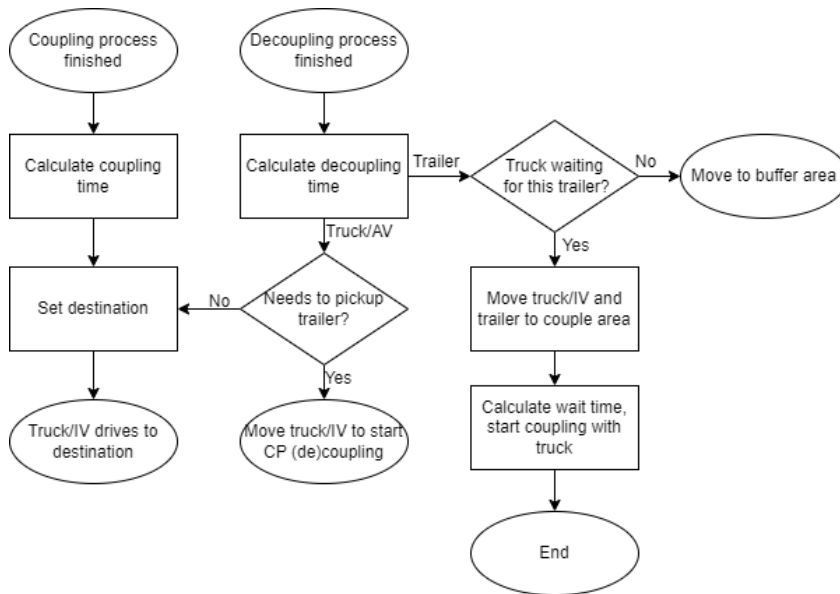 Coupling process
finished
Decoupling process
finished
Calculate coupling
time
Calculate decoupling
time
Trailer
Truck waiting
for this trailer?
No
Move to buffer area
Truck/AV
Yes
Set destination
No
Needs to pickup
trailer?
Move truck/IV and
trailer to couple area
Yes
Truck/IV drives to
destination
Move truck/IV to start
CP (de)coupling
Calculate wait time,
start coupling with
truck
End